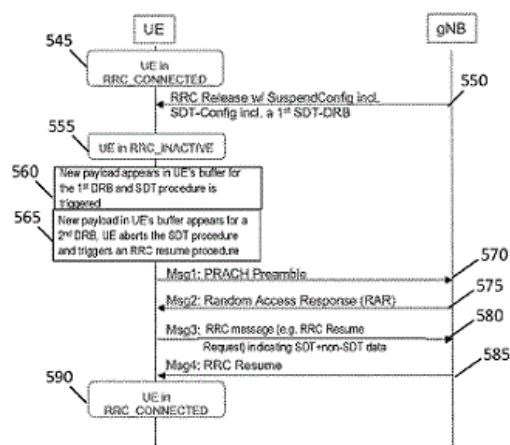 UE
gNB
545
UE in
RRC_CONNECTED
RRC Release w/ SuspendConfig incl.
550
SDT-Config incl. a 1st SDT-DRB
555
UE in RRC_INACTIVE
560
New payload appears in UE's buffer for
the 1st DRB and SDT procedure is
triggered
565
New payload in UE's buffer appears for a
2nd DRB, UE aborts the SDT procedure
and triggers an RRC resume procedure
570
Msg1: PRACH Preamble
575
Msg2: Random Access Response (RAR)
580
Msg3: RRC message (e.g. RRC Resume
Request) indicating SDT+non-SDT data
585
Msg4: RRC Resume
590
UE in
RRC_CONNECTED